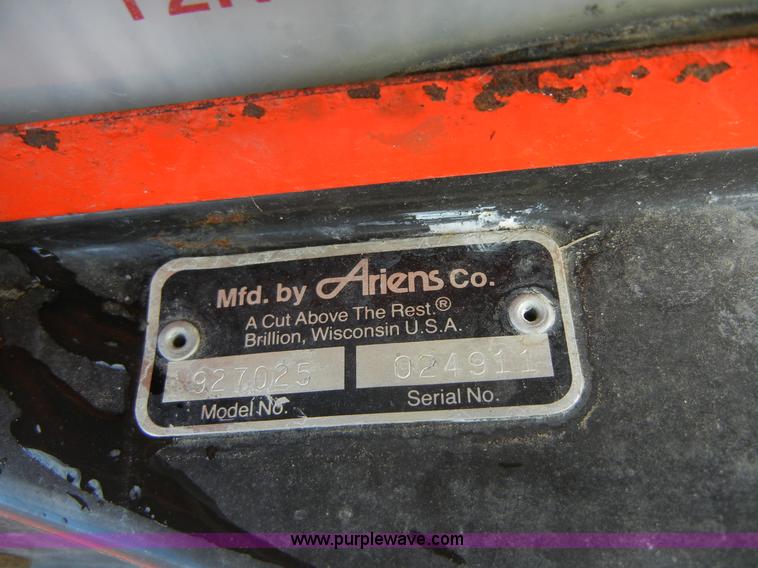 Mfd. by Ariens Co.
A Cut Above The Rest.®
Brillion, Wisconsin U.S.A.
927025 024911
Model No. Serial No.
www.purplewave.com